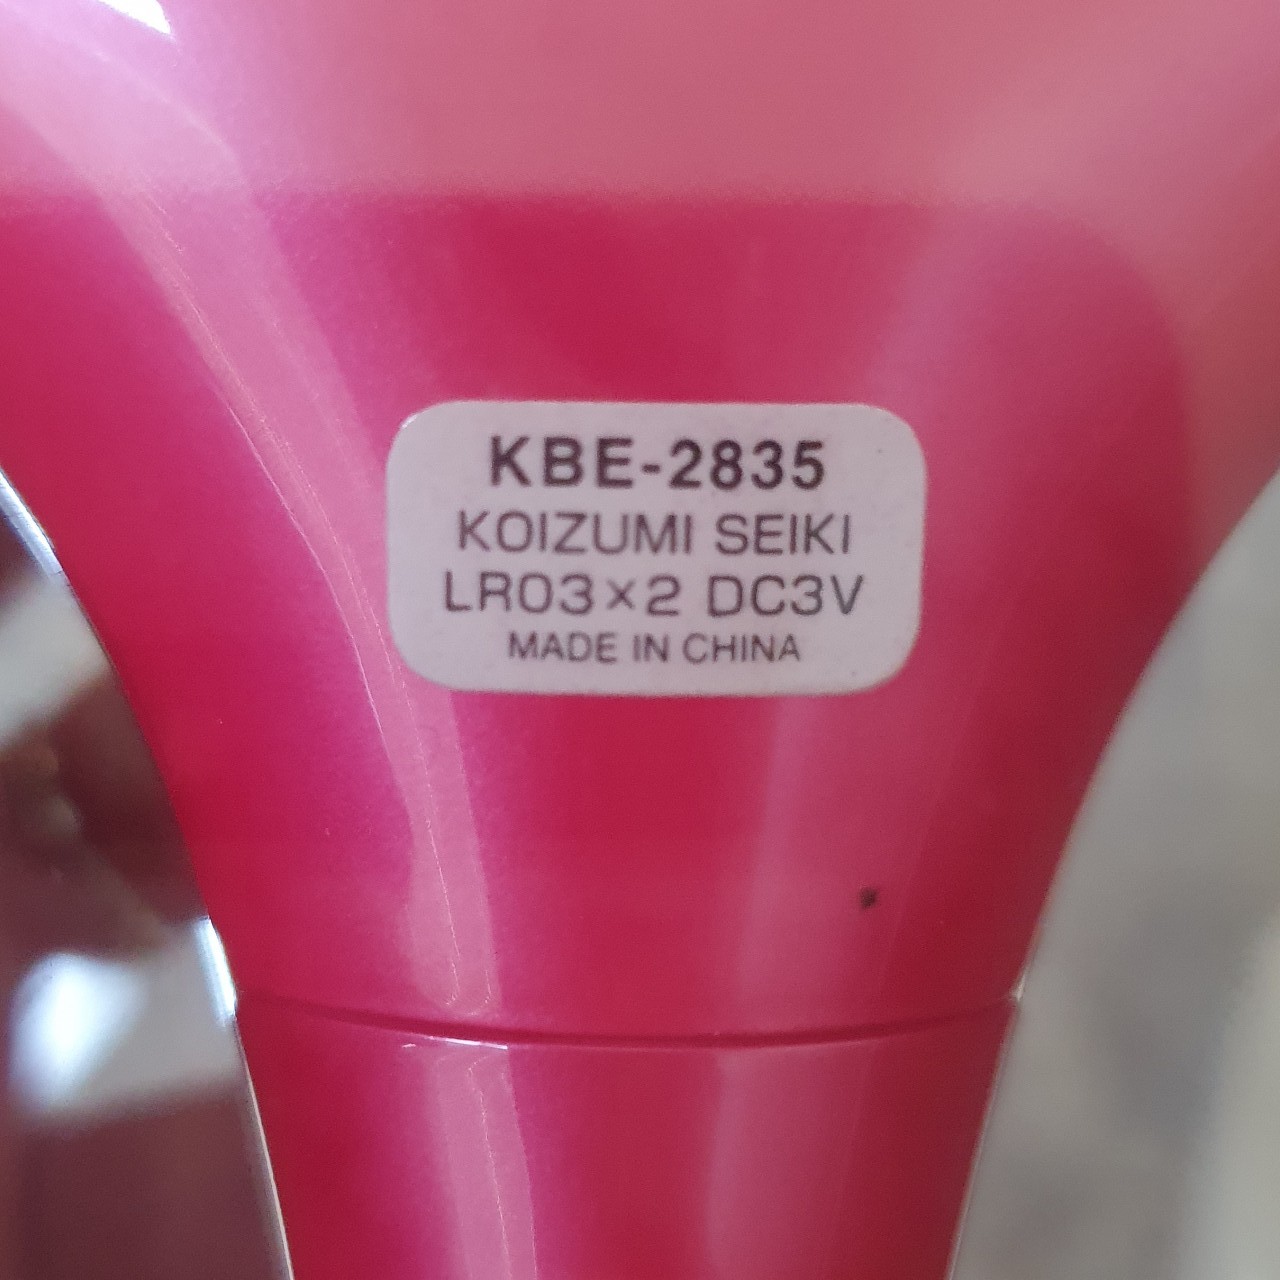 KBE-2835
KOIZUMI SEIKI
LR03×2 DC3V
MADE IN CHINA